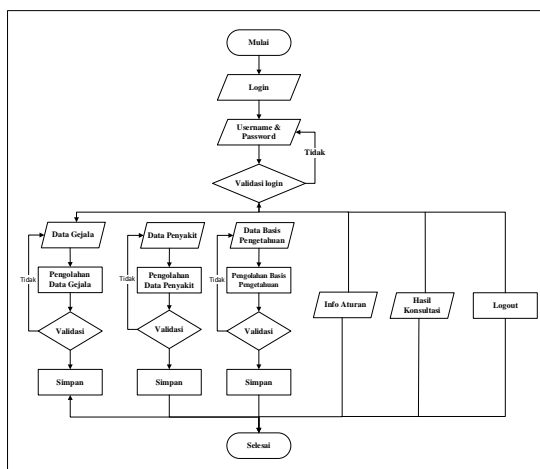 Mulai
Login
Username &
Password
Tidak
Validasi login
Data Gejala
Data Penyakit
Data Basis
Pengetahuan
Tidak
Pengolahan
Data Gejala
Tidak
Pengolahan
Data Penyakit
Tidak
Pengolahan Basis
Pengetahuan
Info Aturan
Hasil
Konsultasi
Logout
Validasi
Validasi
Validasi
Simpan
Simpan
Simpan
Selesai